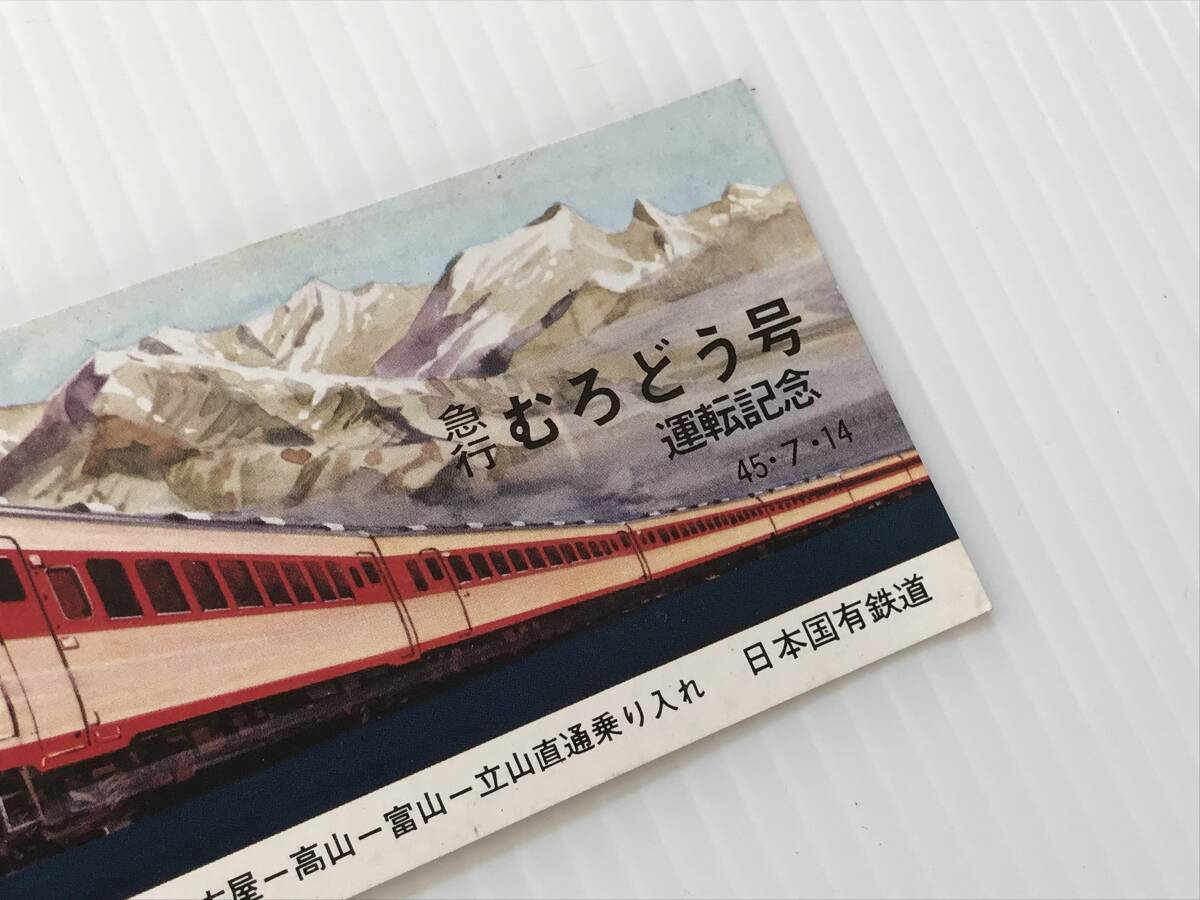 急行 むろどう号
運転記念
45・7・14
古屋ー高山ー富山ー立山直通乗り入れ 日本国有鉄道